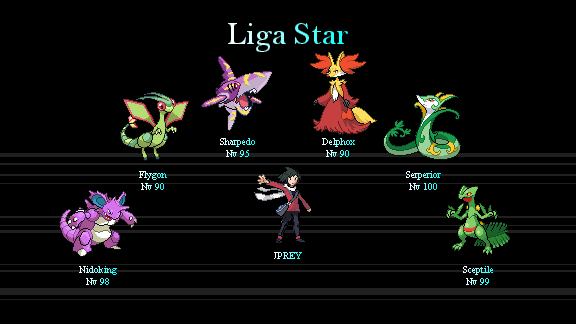 Liga Star
Sharpedo
Nv 95
Delphox
Nv 90
Flygon
Nv 90
Serperior
Nv 100
JPREY
Nidoking
Nv 98
Sceptile
Nv 99